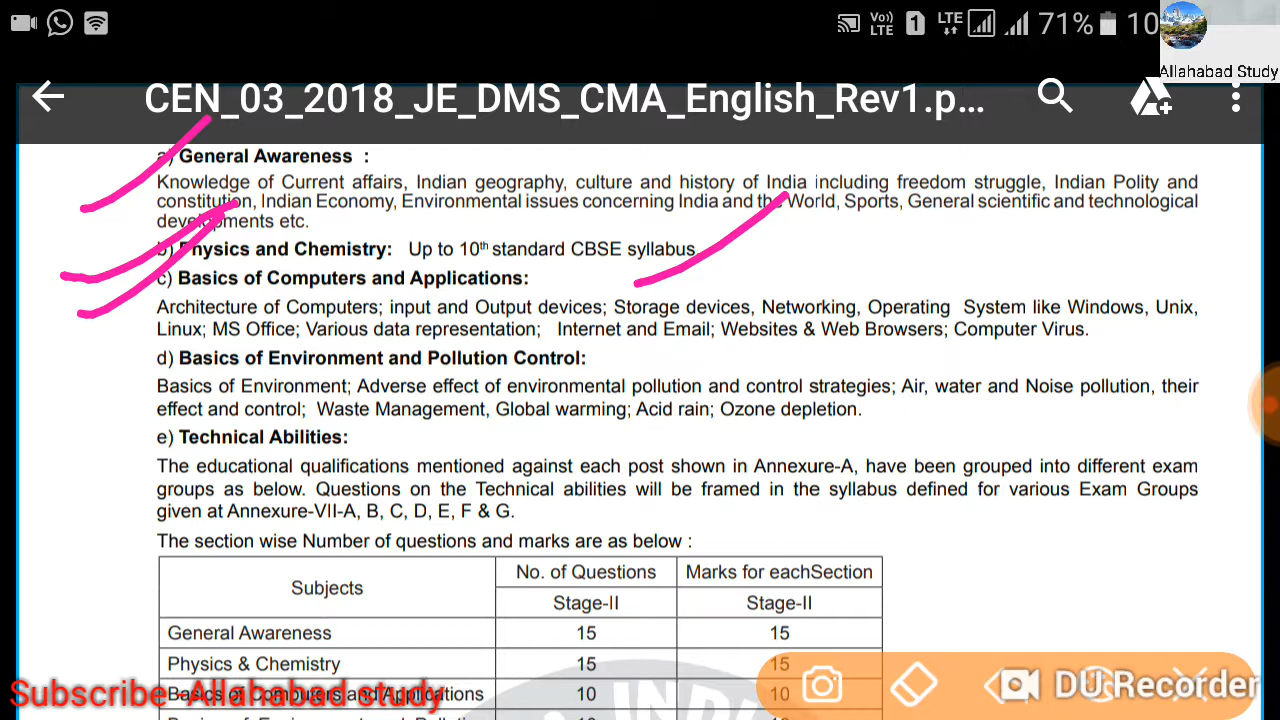 Vo)
LTE
1
LTE
71%
10
Allahabad Study
CEN_03_2018_JE_DMS_CMA_English_Rev1.p...
a) General Awareness :
Knowledge of Current affairs, Indian geography, culture and history of India including freedom struggle, Indian Polity and
constitution, Indian Economy, Environmental issues concerning India and the World, Sports, General scientific and technological
developments etc.
b) Physics and Chemistry: Up to 10th standard CBSE syllabus.
c) Basics of Computers and Applications:
Architecture of Computers; input and Output devices; Storage devices, Networking, Operating System like Windows, Unix,
Linux; MS Office; Various data representation; Internet and Email; Websites & Web Browsers; Computer Virus.
d) Basics of Environment and Pollution Control:
Basics of Environment; Adverse effect of environmental pollution and control strategies; Air, water and Noise pollution, their
effect and control; Waste Management, Global warming; Acid rain; Ozone depletion.
e) Technical Abilities:
The educational qualifications mentioned against each post shown in Annexure-A, have been grouped into different exam
groups as below. Questions on the Technical abilities will be framed in the syllabus defined for various Exam Groups
given at Annexure-VII-A, B, C, D, E, F & G.
The section wise Number of questions and marks are as below :
Subjects No. of Questions Marks for eachSection
Stage-II Stage-II
General Awareness 15 15
Physics & Chemistry 15 15
Basics of Computers and Applications 10 10
Subscribe-Allahabad study
DU Recorder
INDI